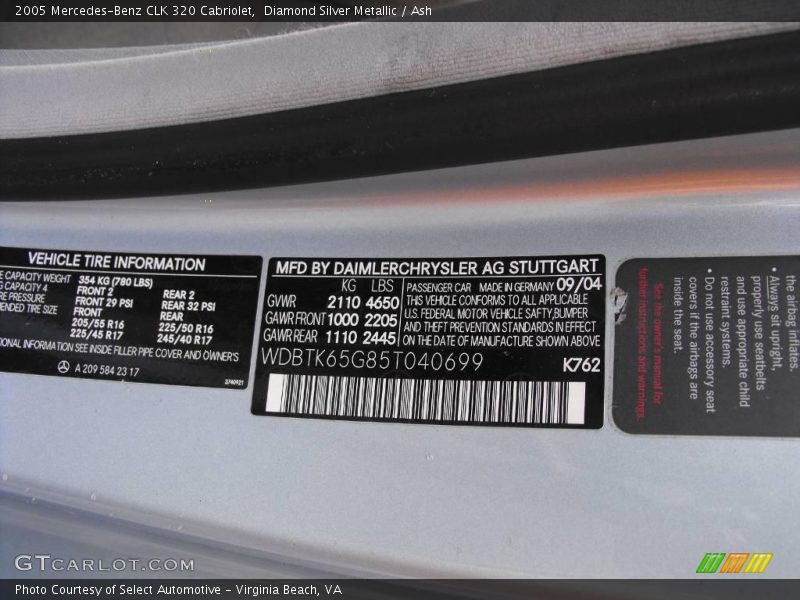 2005 Mercedes-Benz CLK 320 Cabriolet, Diamond Silver Metallic / Ash
VEHICLE TIRE INFORMATION
E CAPACITY WEIGHT 354 KG (780 LBS)
G CAPACITY 4 FRONT 2 REAR 2
RE PRESSURE FRONT 29 PSI REAR 32 PSI
ENDED TIRE SIZE FRONT REAR
205/55 R16 225/50 R16
225/45 R17 245/40 R17
IONAL INFORMATION SEE INSIDE FILLER PIPE COVER AND OWNERS
A 209 584 23 17
MFD BY DAIMLERCHRYSLER AG STUTTGART
KG LBS
GVWR 2110 4650
GAWR FRONT 1000 2205
GAWR REAR 1110 2445
PASSENGER CAR MADE IN GERMANY 09/04
THIS VEHICLE CONFORMS TO ALL APPLICABLE
U.S. FEDERAL MOTOR VEHICLE SAFTY,BUMPER
AND THEFT PREVENTION STANDARDS IN EFFECT
ON THE DATE OF MANUFACTURE SHOWN ABOVE
WDBTK65G85T040699 K762
the airbag inflates.
• Always sit upright,
properly use seatbelts
and use appropriate child
restraint systems.
• Do not use accessory seat
covers if the airbags are
inside the seat.
See the owner's manual for
further instructions and warnings.
GTCARLOT.COM
Photo Courtesy of Select Automotive - Virginia Beach, VA